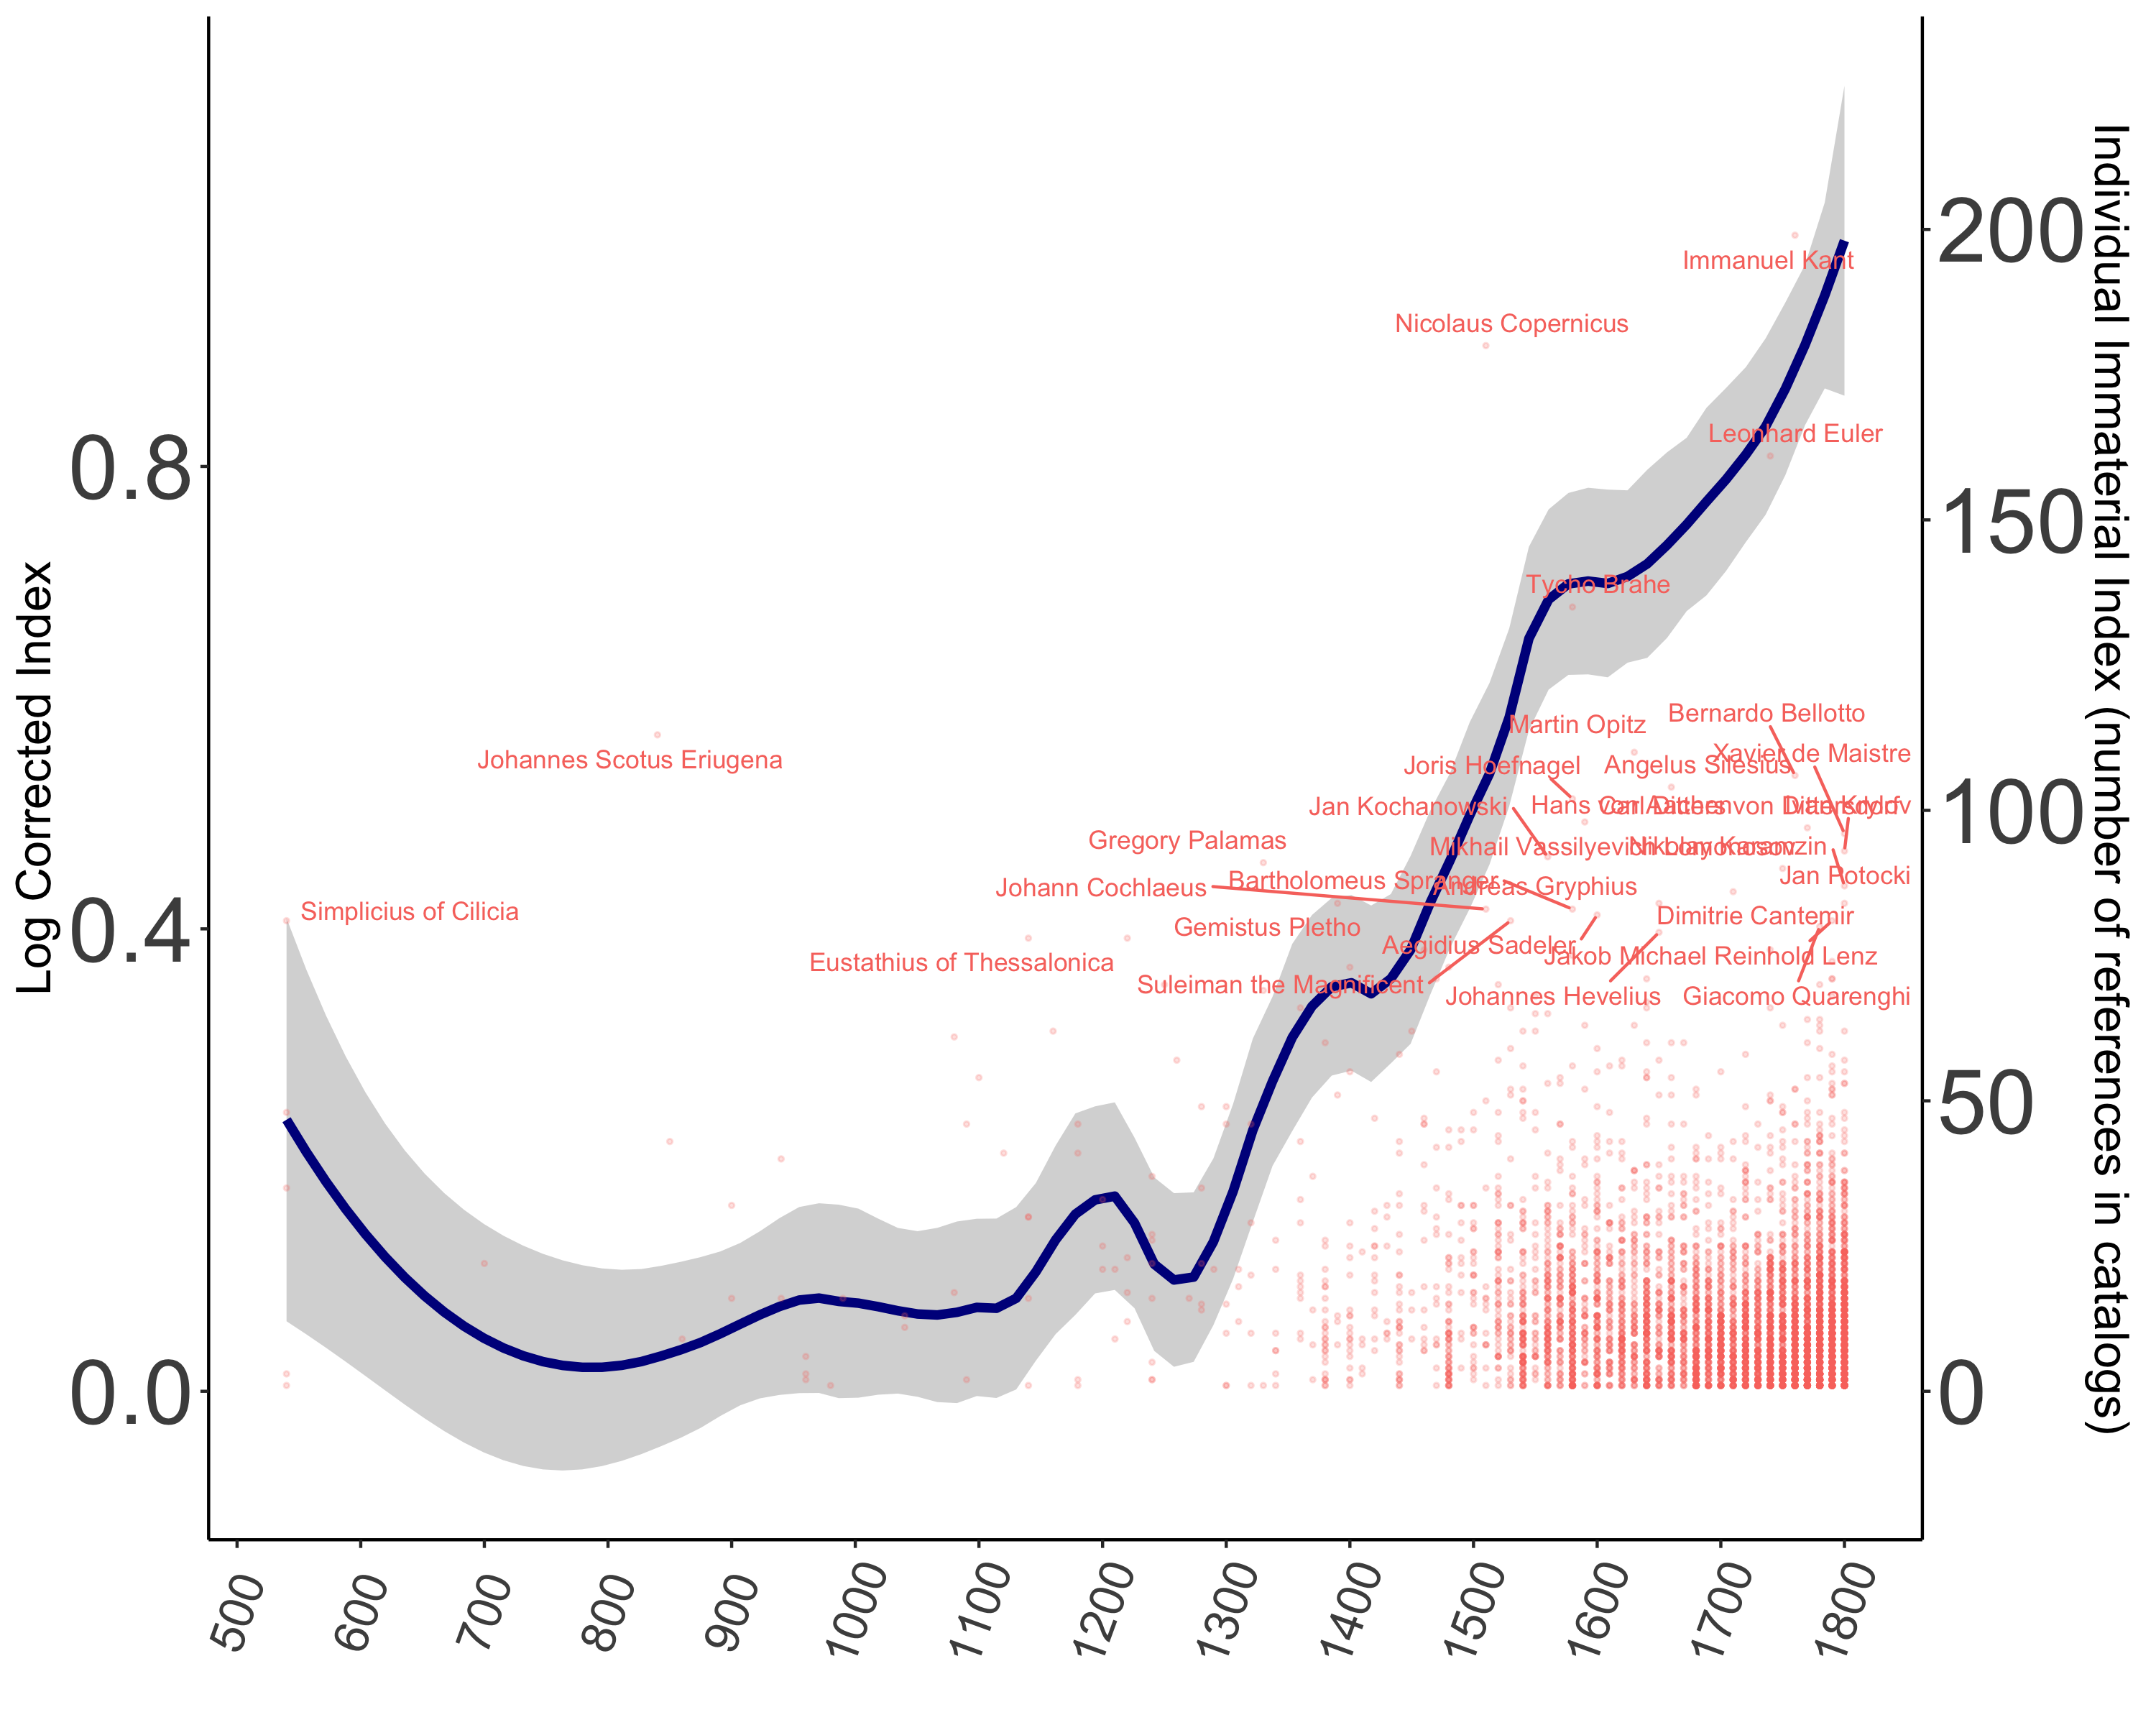 Immanuel Kant
Nicolaus Copernicus
Leonhard Euler
Tycho Brahe
Bernardo Bellotto
Martin Opitz
Xavier de Maistre
Johannes Scotus Eriugena
Joris Hoefnagel
Angelus Silesius
Jan Kochanowski
Hans von Aachen
Carl Ditters von Dittersdorf
Ivan Krylov
Gregory Palamas
Mikhail Vassilyevich Lomonosov
Nikolay Karamzin
Jan Potocki
Johann Cochlaeus
Bartholomeus Spranger
Andreas Gryphius
Simplicius of Cilicia
Dimitrie Cantemir
Gemistus Pletho
Aegidius Sadeler
Jakob Michael Reinhold Lenz
Eustathius of Thessalonica
Suleiman the Magnificent
Johannes Hevelius
Giacomo Quarenghi
Log Corrected Index
0.8
0.4
0.0
Individual Immaterial Index (number of references in catalogs)
200
150
100
50
0
500
600
700
800
900
1000
1100
1200
1300
1400
1500
1600
1700
1800